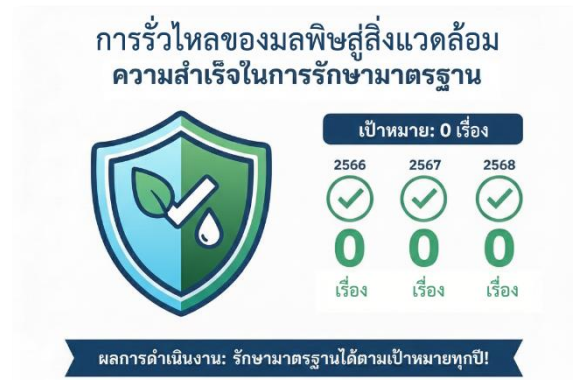 การรั่วไหลของมลพิษสู่สิ่งแวดล้อม
ความสำเร็จในการรักษามาตรฐาน
เป้าหมาย: 0 เรื่อง
2566 2567 2568
0 0 0
เรื่อง เรื่อง เรื่อง
ผลการดำเนินงาน: รักษามาตรฐานได้ตามเป้าหมายทุกปี!